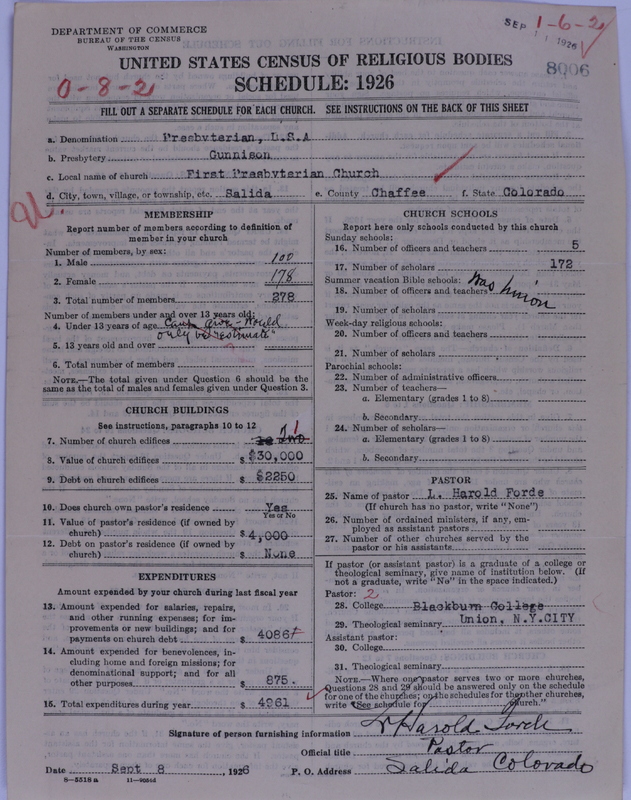 DEPARTMENT OF COMMERCE
BUREAU OF THE CENSUS
WASHINGTON
SEP 11 1926
1-6-2
8006
0-8-2
UNITED STATES CENSUS OF RELIGIOUS BODIES
SCHEDULE: 1926
FILL OUT A SEPARATE SCHEDULE FOR EACH CHURCH. SEE INSTRUCTIONS ON THE BACK OF THIS SHEET
a. Denomination Presbyterian, U.S.A
b. Presbytery Gunnison
c. Local name of church First Presbyterian Church
d. City, town, village, or township, etc. Salida e. County Chaffee f. State Colorado
MEMBERSHIP
Report number of members according to definition of
member in your church
Number of members, by sex:
1. Male 100
2. Female 178
3. Total number of members 278
Number of members under and over 13 years old:
4. Under 13 years of age Cant give - Would
only be "estimate"
5. 13 years old and over
6. Total number of members
NOTE.—The total given under Question 6 should be the
same as the total of males and females given under Question 3.
CHURCH BUILDINGS
See instructions, paragraphs 10 to 12
7. Number of church edifices 1
8. Value of church edifices $ $30,000
9. Debt on church edifices $ $2250
10. Does church own pastor's residence Yes
Yes or No
11. Value of pastor's residence (if owned by
church) $ 4,000
12. Debt on pastor's residence (if owned by
church) $ None
EXPENDITURES
Amount expended by your church during last fiscal year
13. Amount expended for salaries, repairs,
and other running expenses; for im-
provements or new buildings; and for
payments on church debt $ 4086
14. Amount expended for benevolences, in-
cluding home and foreign missions; for
denominational support; and for all
other purposes $ 875.
15. Total expenditures during year $ 4961
CHURCH SCHOOLS
Report here only schools conducted by this church
Sunday schools:
16. Number of officers and teachers 5
17. Number of scholars 172
Summer vacation Bible schools:
18. Number of officers and teachers Was Union
19. Number of scholars
Week-day religious schools:
20. Number of officers and teachers
21. Number of scholars
Parochial schools:
22. Number of administrative officers
23. Number of teachers—
a. Elementary (grades 1 to 8)
b. Secondary
24. Number of scholars—
a. Elementary (grades 1 to 8)
b. Secondary
PASTOR
25. Name of pastor L. Harold Forde
(If church has no pastor, write "None")
26. Number of ordained ministers, if any, em-
ployed as assistant pastors
27. Number of other churches served by the
pastor or his assistants
If pastor (or assistant pastor) is a graduate of a college or
theological seminary, give name of institution below. (If
not a graduate, write "No" in the space indicated.)
Pastor: 2
28. College Blackburn College
29. Theological seminary Union, N.Y.CITY
Assistant pastor:
30. College
31. Theological seminary
NOTE.—Where one pastor serves two or more churches,
Questions 28 and 29 should be answered only on the schedule
for one of the churches; on the schedules for the other churches,
write "See schedule for church."
Signature of person furnishing information L Harold Forde
Official title Pastor
Date Sept 8, 1926 P. O. Address Salida Colorado
8-5518a